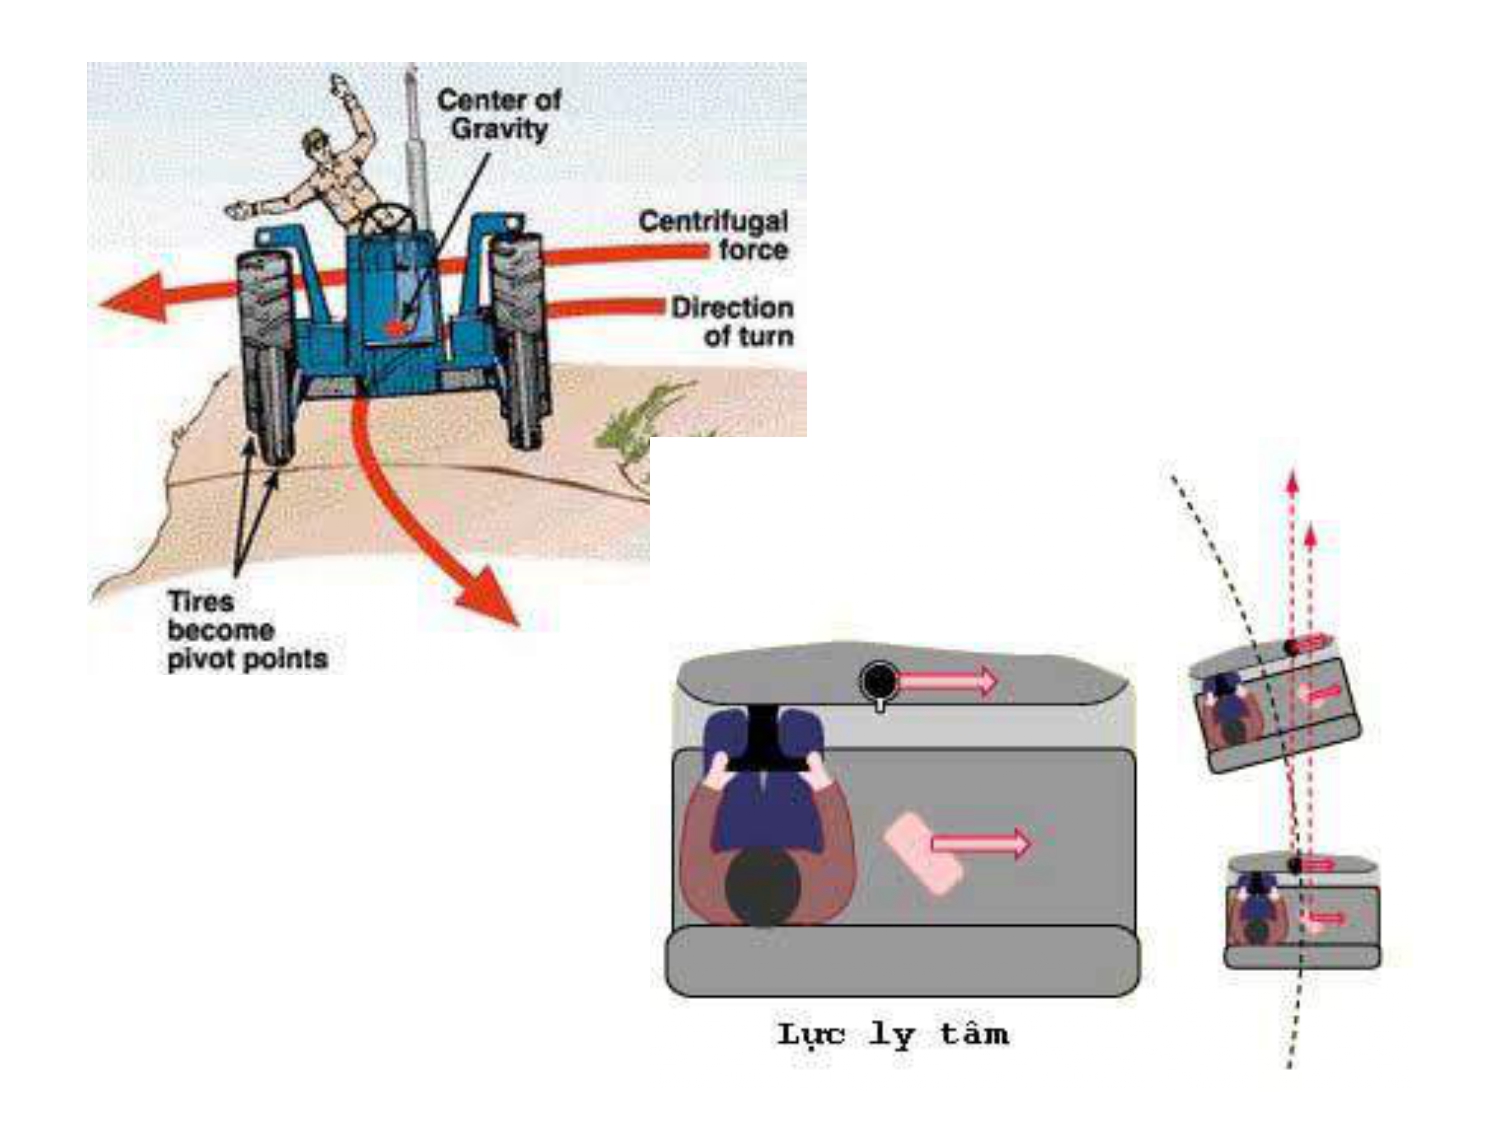 Center of
Gravity
Centrifugal
force
Direction
of turn
Tires
become
pivot points
Lực ly tâm